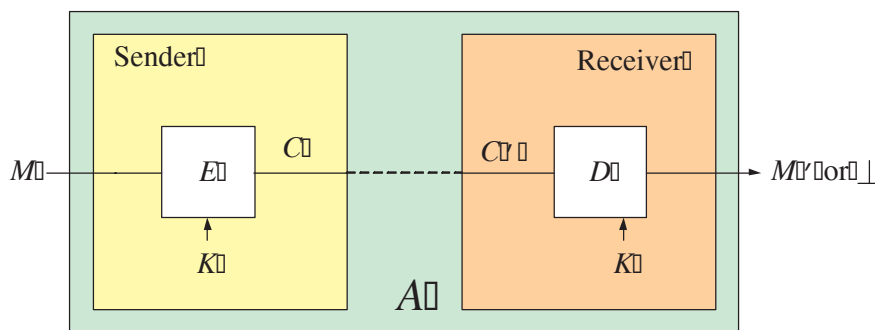 Sender▯
Receiver▯
M▯
E▯
C▯
C▯′▯
D▯
M▯′▯or▯⊥
K▯
K▯
A▯